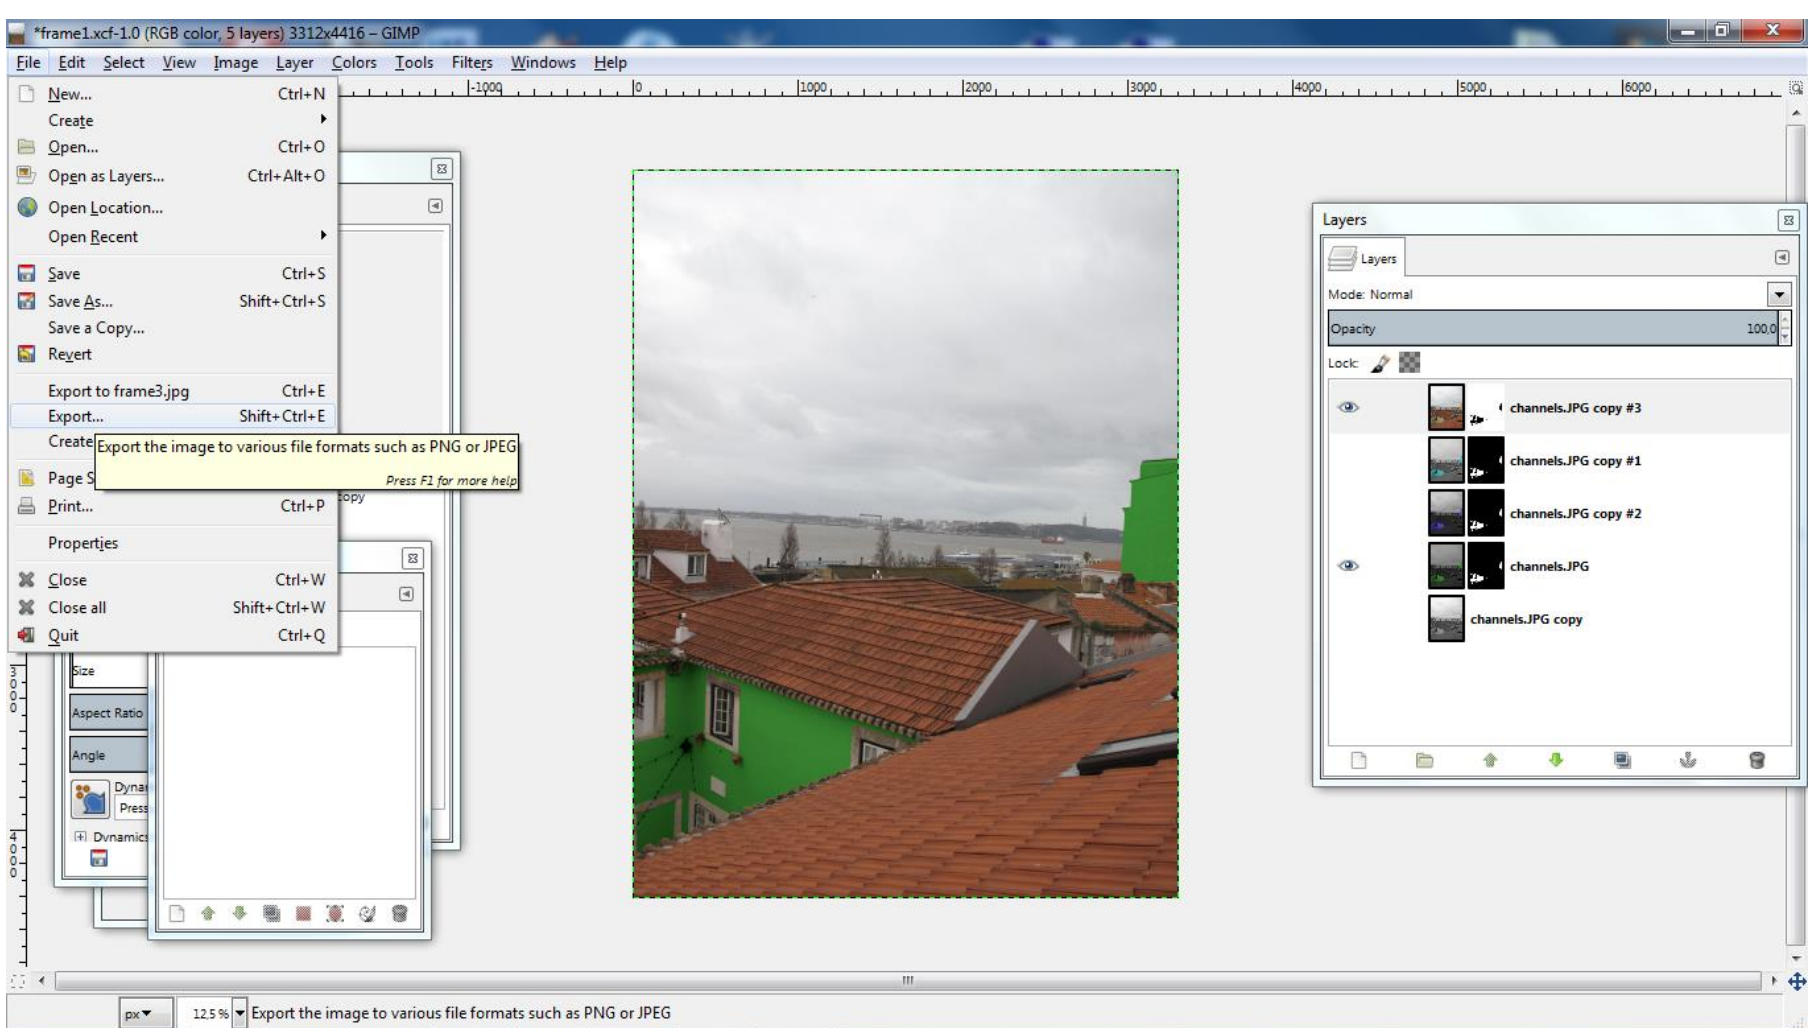 *frame1.xcf-1.0 (RGB color, 5 layers) 3312x4416 – GIMP
File Edit Select View Image Layer Colors Tools Filters Windows Help
-1000 0 1000 2000 3000 4000 5000 6000
New... Ctrl+N
Create
Open... Ctrl+O
Open as Layers... Ctrl+Alt+O
Open Location...
Open Recent
Save Ctrl+S
Save As... Shift+Ctrl+S
Save a Copy...
Revert
Export to frame3.jpg Ctrl+E
Export... Shift+Ctrl+E
Create
Export the image to various file formats such as PNG or JPEG
Press F1 for more help
Page S
Print... Ctrl+P
copy
Properties
Close Ctrl+W
Close all Shift+Ctrl+W
Quit Ctrl+Q
3000
Size
Aspect Ratio
Angle
Dynam
Press
Dynamics
4000
Layers
Layers
Mode: Normal
Opacity 100,0
Lock:
channels.JPG copy #3
channels.JPG copy #1
channels.JPG copy #2
channels.JPG
channels.JPG copy
px 12,5 % Export the image to various file formats such as PNG or JPEG